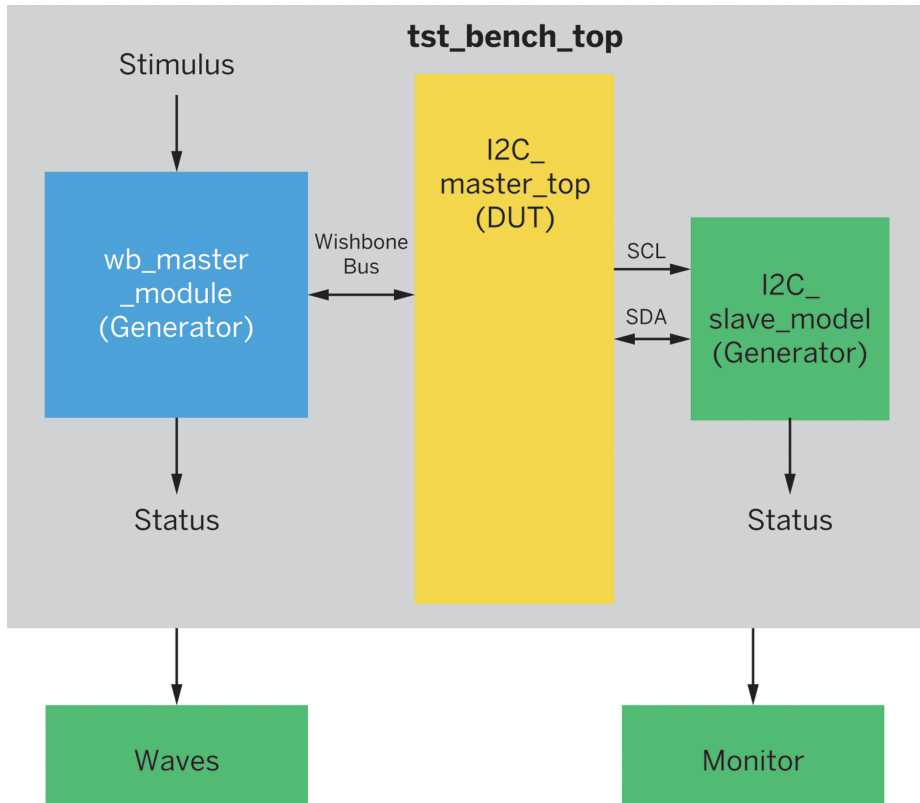 tst_bench_top
Stimulus
wb_master
_module
(Generator)
Wishbone
Bus
I2C_
master_top
(DUT)
SCL
SDA
I2C_
slave_model
(Generator)
Status
Status
Waves
Monitor